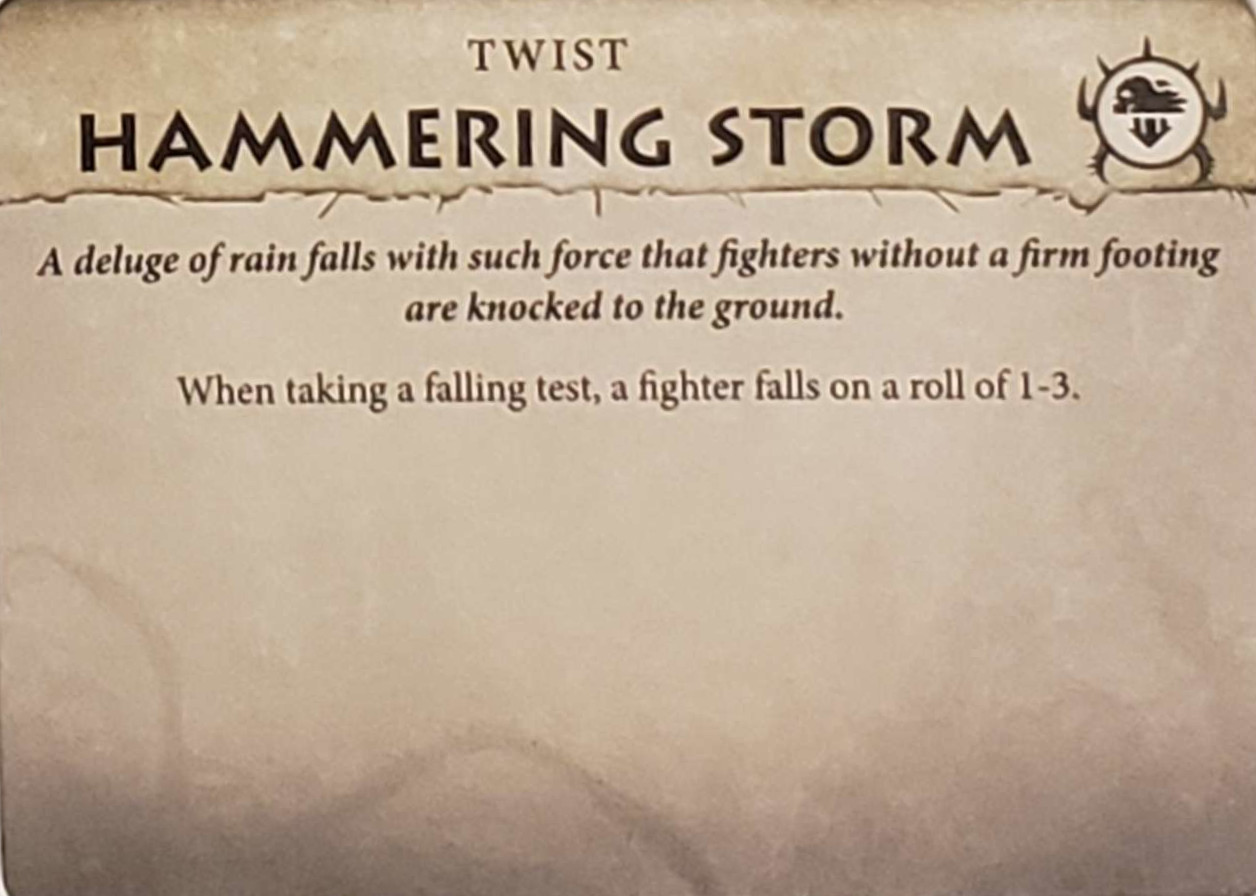 TWIST
HAMMERING STORM
A deluge of rain falls with such force that fighters without a firm footing
are knocked to the ground.
When taking a falling test, a fighter falls on a roll of 1-3.